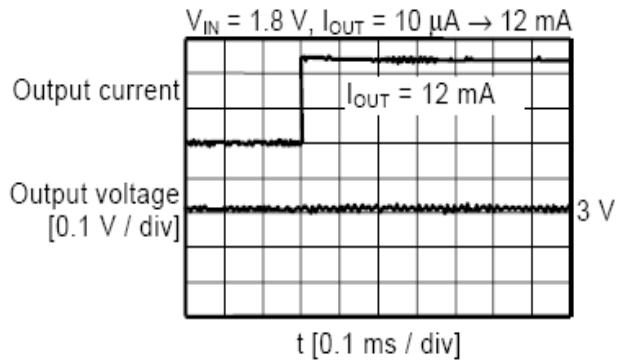 V_IN = 1.8 V, I_OUT = 10 μA → 12 mA
Output current
I_OUT = 12 mA
Output voltage
[0.1 V / div]
3 V
t [0.1 ms / div]